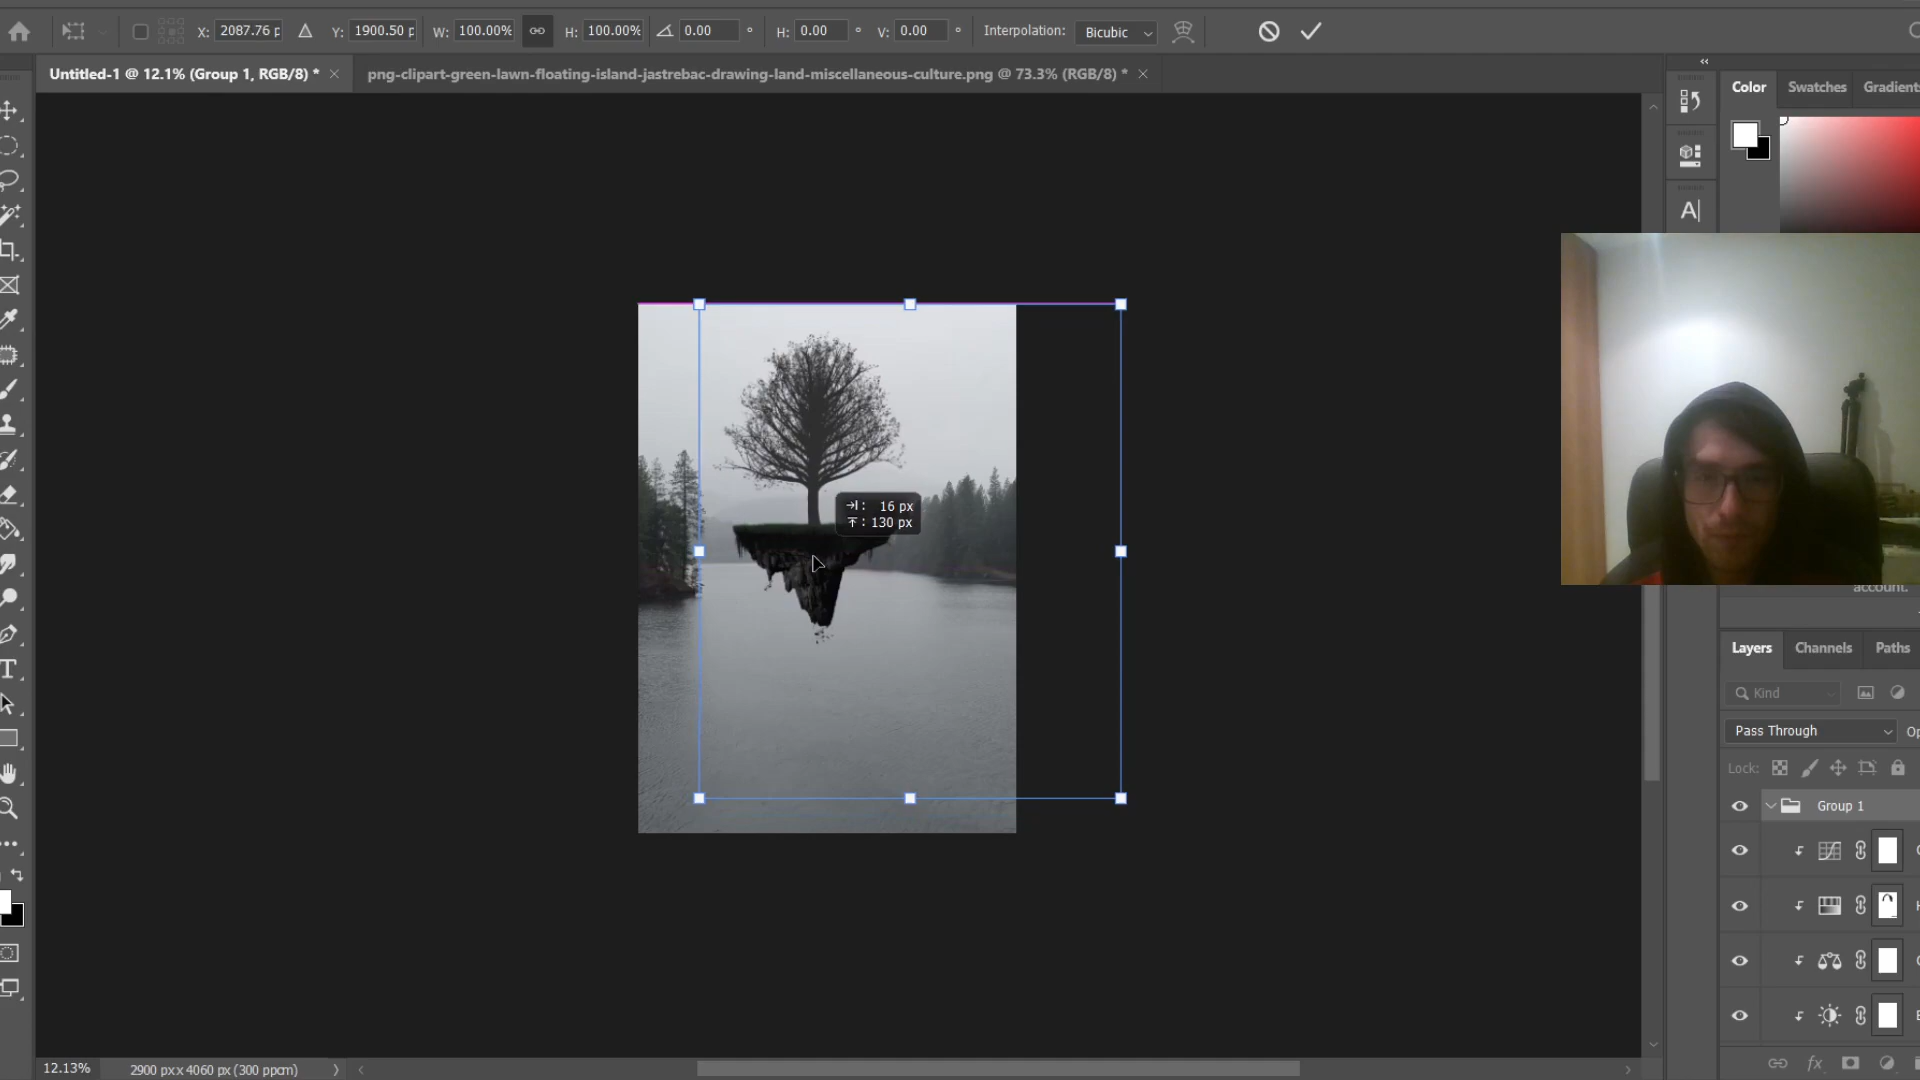 X: 2087.76 p Y: 1900.50 p W: 100.00% H: 100.00% 0.00 ° H: 0.00 ° V: 0.00 ° Interpolation: Bicubic
Untitled-1 @ 12.1% (Group 1, RGB/8) * × png-clipart-green-lawn-floating-island-jastrebac-drawing-land-miscellaneous-culture.png @ 73.3% (RGB/8) * ×
Color Swatches Gradient
A|
: 16 px
: 130 px
account.
Layers Channels Paths
Kind
Pass Through Op
Lock:
Group 1
T
fx
12.13% 2900 px x 4060 px (300 ppcm)